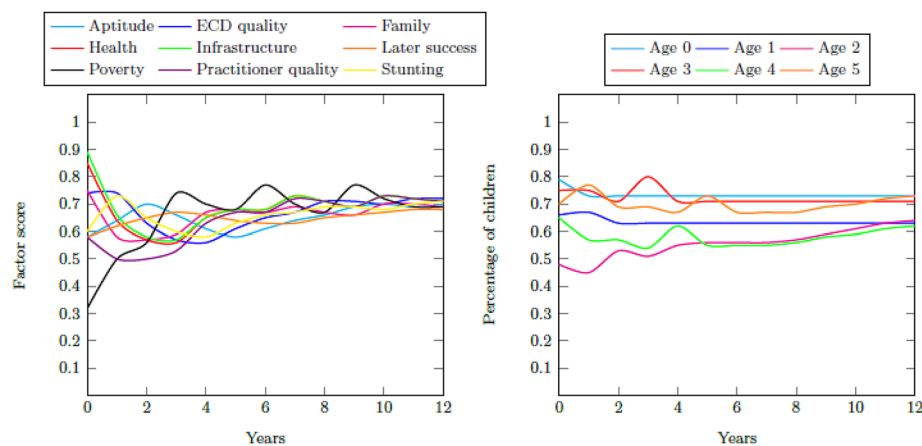 Aptitude ECD quality Family
Health Infrastructure Later success
Poverty Practitioner quality Stunting
1
0.9
0.8
0.7
0.6
0.5
0.4
0.3
0.2
0.1
0 2 4 6 8 10 12
Factor score
Years
Age 0 Age 1 Age 2
Age 3 Age 4 Age 5
1
0.9
0.8
0.7
0.6
0.5
0.4
0.3
0.2
0.1
0 2 4 6 8 10 12
Percentage of children
Years